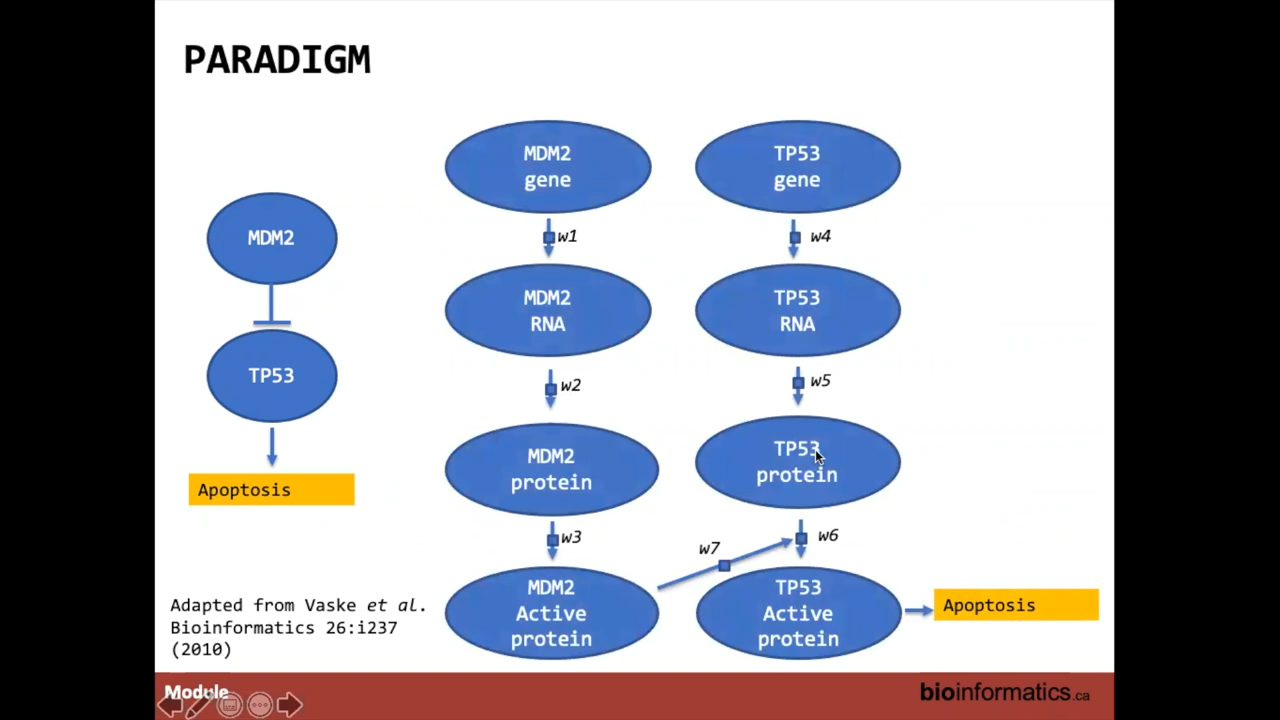 PARADIGM
MDM2
TP53
Apoptosis
MDM2
gene
w1
MDM2
RNA
w2
MDM2
protein
w3
MDM2
Active
protein
w7
TP53
gene
w4
TP53
RNA
w5
TP53
protein
w6
TP53
Active
protein
Apoptosis
Adapted from Vaske et al.
Bioinformatics 26:i237
(2010)
Module
bioinformatics.ca